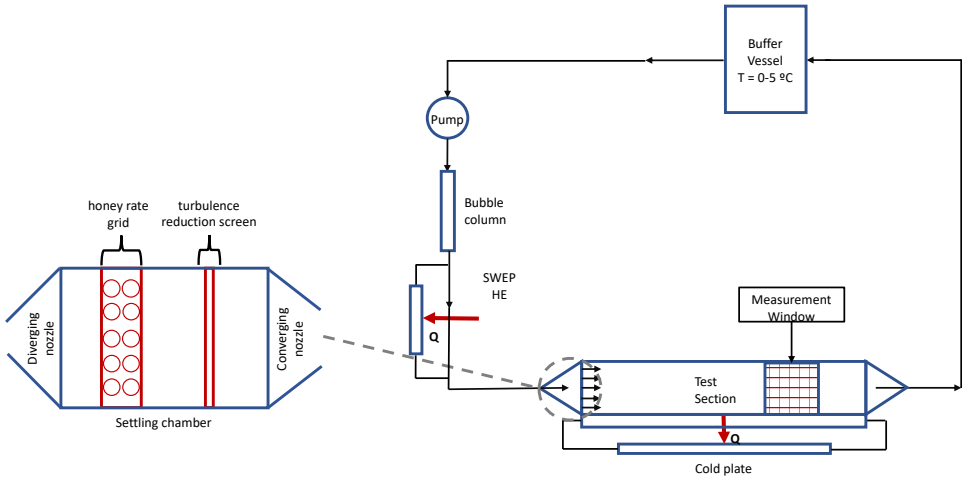 Buffer
Vessel
T = 0-5 ºC
Pump
Bubble
column
honey rate
grid
turbulence
reduction screen
SWEP
HE
Q
Diverging
nozzle
Converging
nozzle
Settling chamber
Measurement
Window
Test
Section
Q
Cold plate